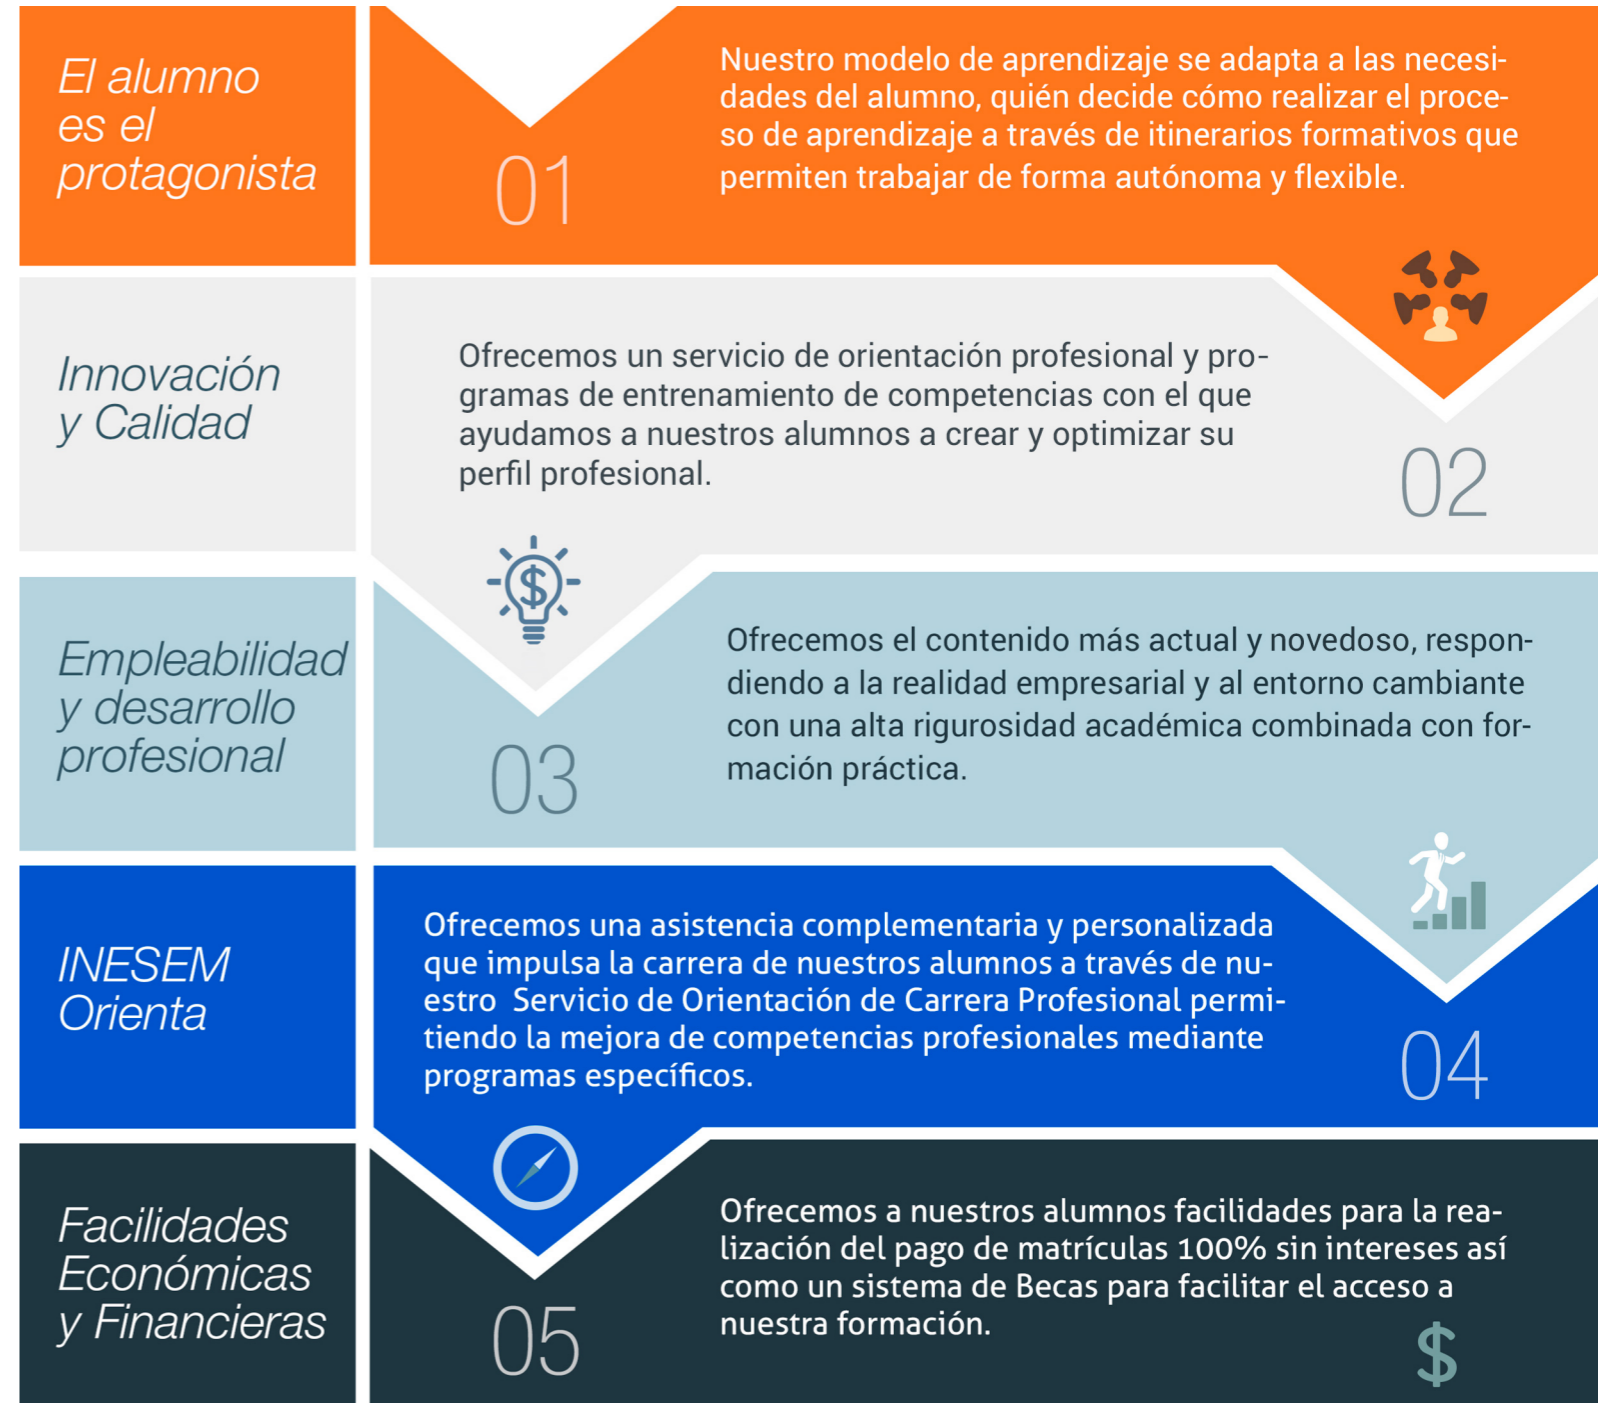 El alumno
es el
protagonista
01
Nuestro modelo de aprendizaje se adapta a las necesi-
dades del alumno, quién decide cómo realizar el proce-
so de aprendizaje a través de itinerarios formativos que
permiten trabajar de forma autónoma y flexible.
Innovación
y Calidad
Ofrecemos un servicio de orientación profesional y pro-
gramas de entrenamiento de competencias con el que
ayudamos a nuestros alumnos a crear y optimizar su
perfil profesional.
02
$
Empleabilidad
y desarrollo
profesional
03
Ofrecemos el contenido más actual y novedoso, respon-
diendo a la realidad empresarial y al entorno cambiante
con una alta rigurosidad académica combinada con for-
mación práctica.
INESEM
Orienta
Ofrecemos una asistencia complementaria y personalizada
que impulsa la carrera de nuestros alumnos a través de nu-
estro  Servicio de Orientación de Carrera Profesional permi-
tiendo la mejora de competencias profesionales mediante
programas específicos.
04
Facilidades
Económicas
y Financieras
05
Ofrecemos a nuestros alumnos facilidades para la rea-
lización del pago de matrículas 100% sin intereses así
como un sistema de Becas para facilitar el acceso a
nuestra formación.
$